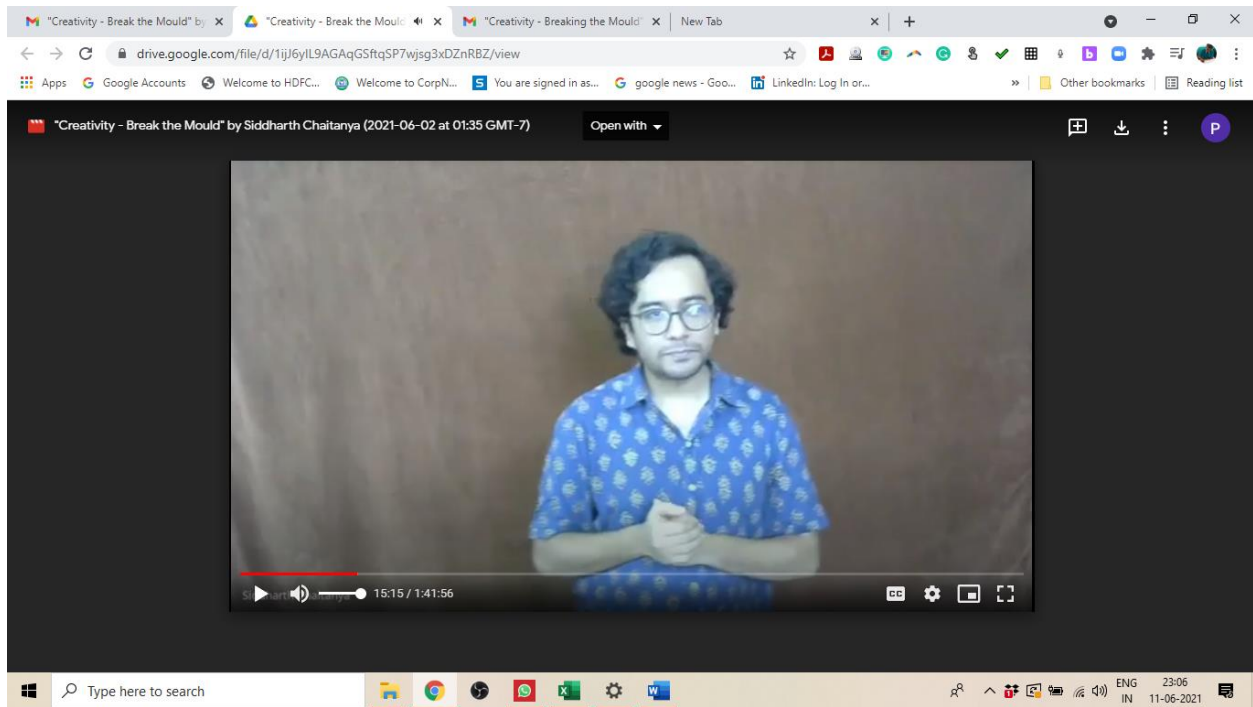 "Creativity - Break the Mould" by
"Creativity - Break the Mould
"Creativity - Breaking the Mould"
New Tab
drive.google.com/file/d/1ijJ6yIL9AGAqGSftqSP7wjsg3xDZnRBZ/view
Apps Google Accounts Welcome to HDFC... Welcome to CorpN... You are signed in as... google news - Goo... LinkedIn: Log In or... » Other bookmarks Reading list
"Creativity - Break the Mould" by Siddharth Chaitanya (2021-06-02 at 01:35 GMT-7) Open with
P
15:15 / 1:41:56 CC
Type here to search
ENG 23:06
IN 11-06-2021